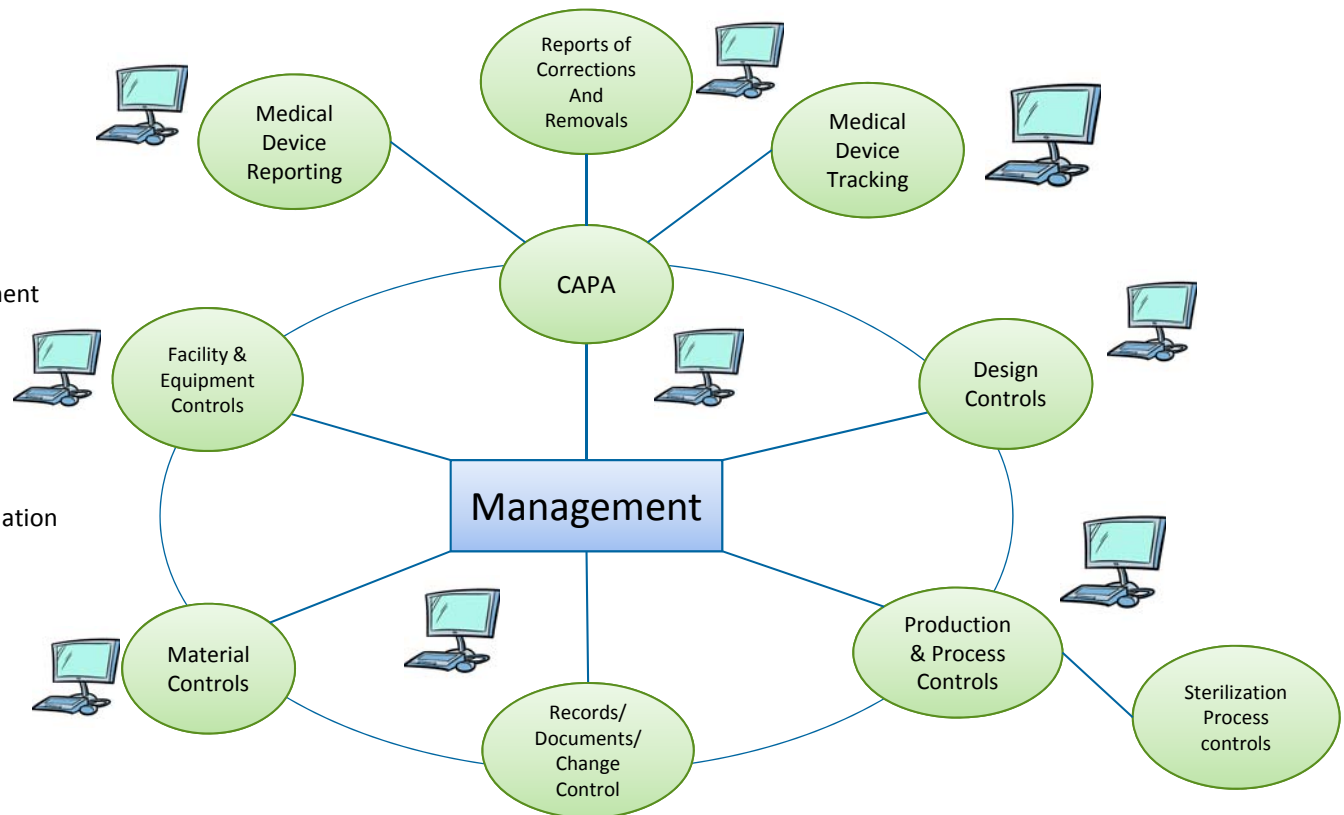 Reports of
Corrections
And
Removals
Medical
Device
Reporting
Medical
Device
Tracking
CAPA
ment
Facility &
Equipment
Controls
Design
Controls
Management
ation
Material
Controls
Production
& Process
Controls
Records/
Documents/
Change
Control
Sterilization
Process
controls